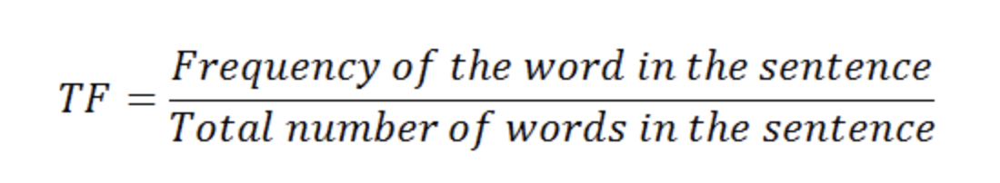 TF = Frequency of the word in the sentence
Total number of words in the sentence